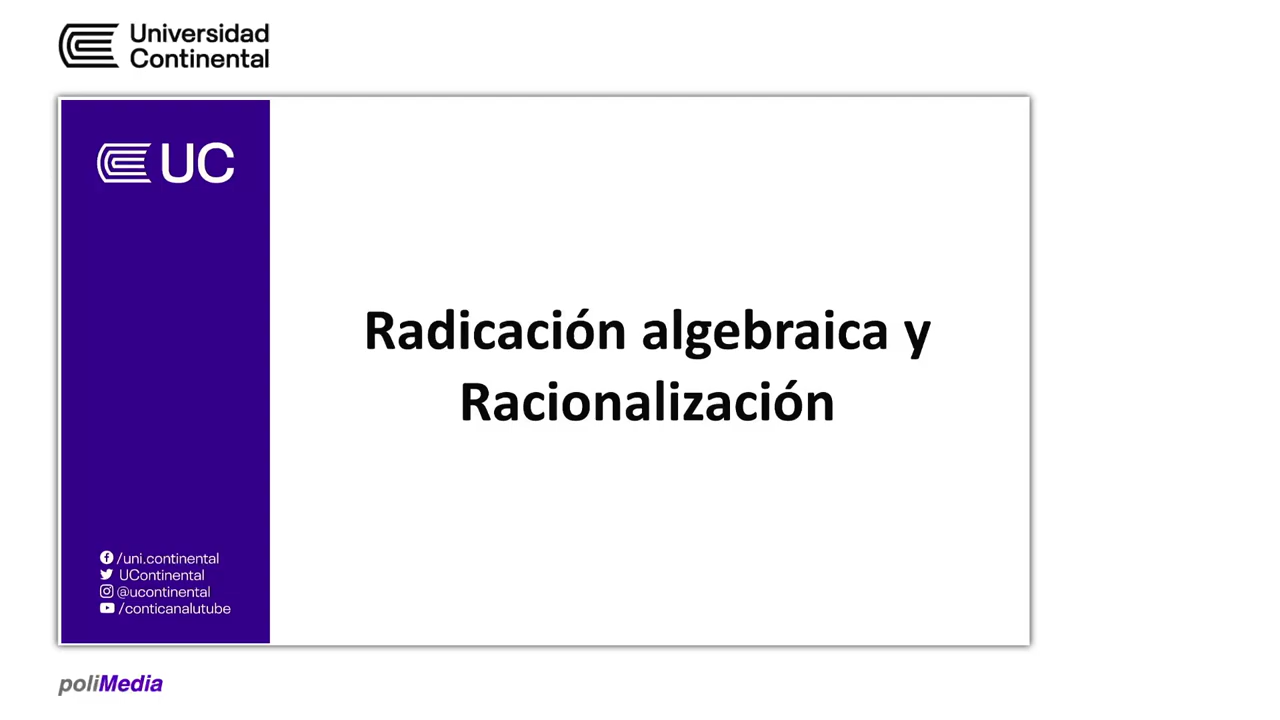 Universidad
Continental
UC
Radicación algebraica y
Racionalización
/uni.continental
UContinental
@ucontinental
/conticanalutube
poliMedia